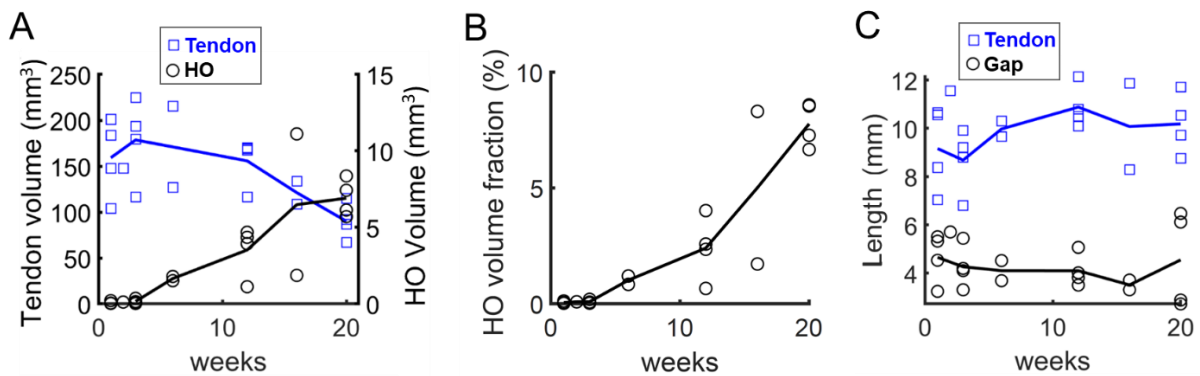 A
Tendon
HO
Tendon volume (mm³)
250
200
150
100
50
0
0
10
20
weeks
15
10
5
0
HO Volume (mm³)
B
HO volume fraction (%)
10
5
0
0
10
20
weeks
C
Tendon
Gap
Length (mm)
12
10
8
6
4
0
10
20
weeks